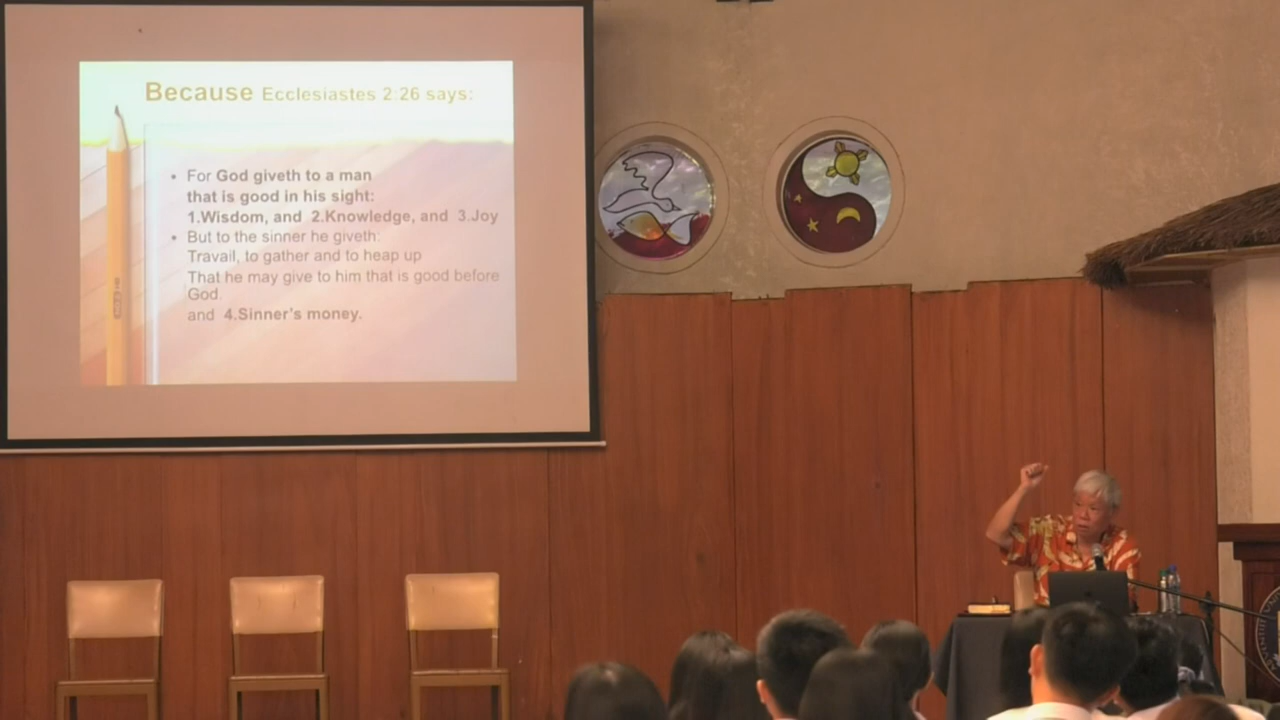 Because Ecclesiastes 2:26 says:
• For God giveth to a man
that is good in his sight:
1.Wisdom, and 2.Knowledge, and 3.Joy
• But to the sinner he giveth:
Travail, to gather and to heap up
That he may give to him that is good before
God.
and 4.Sinner's money.